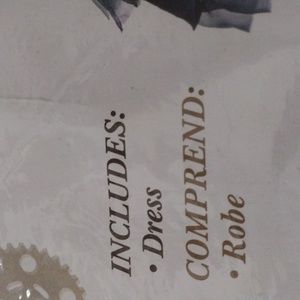 INCLUDES:
• Dress
COMPREND:
• Robe